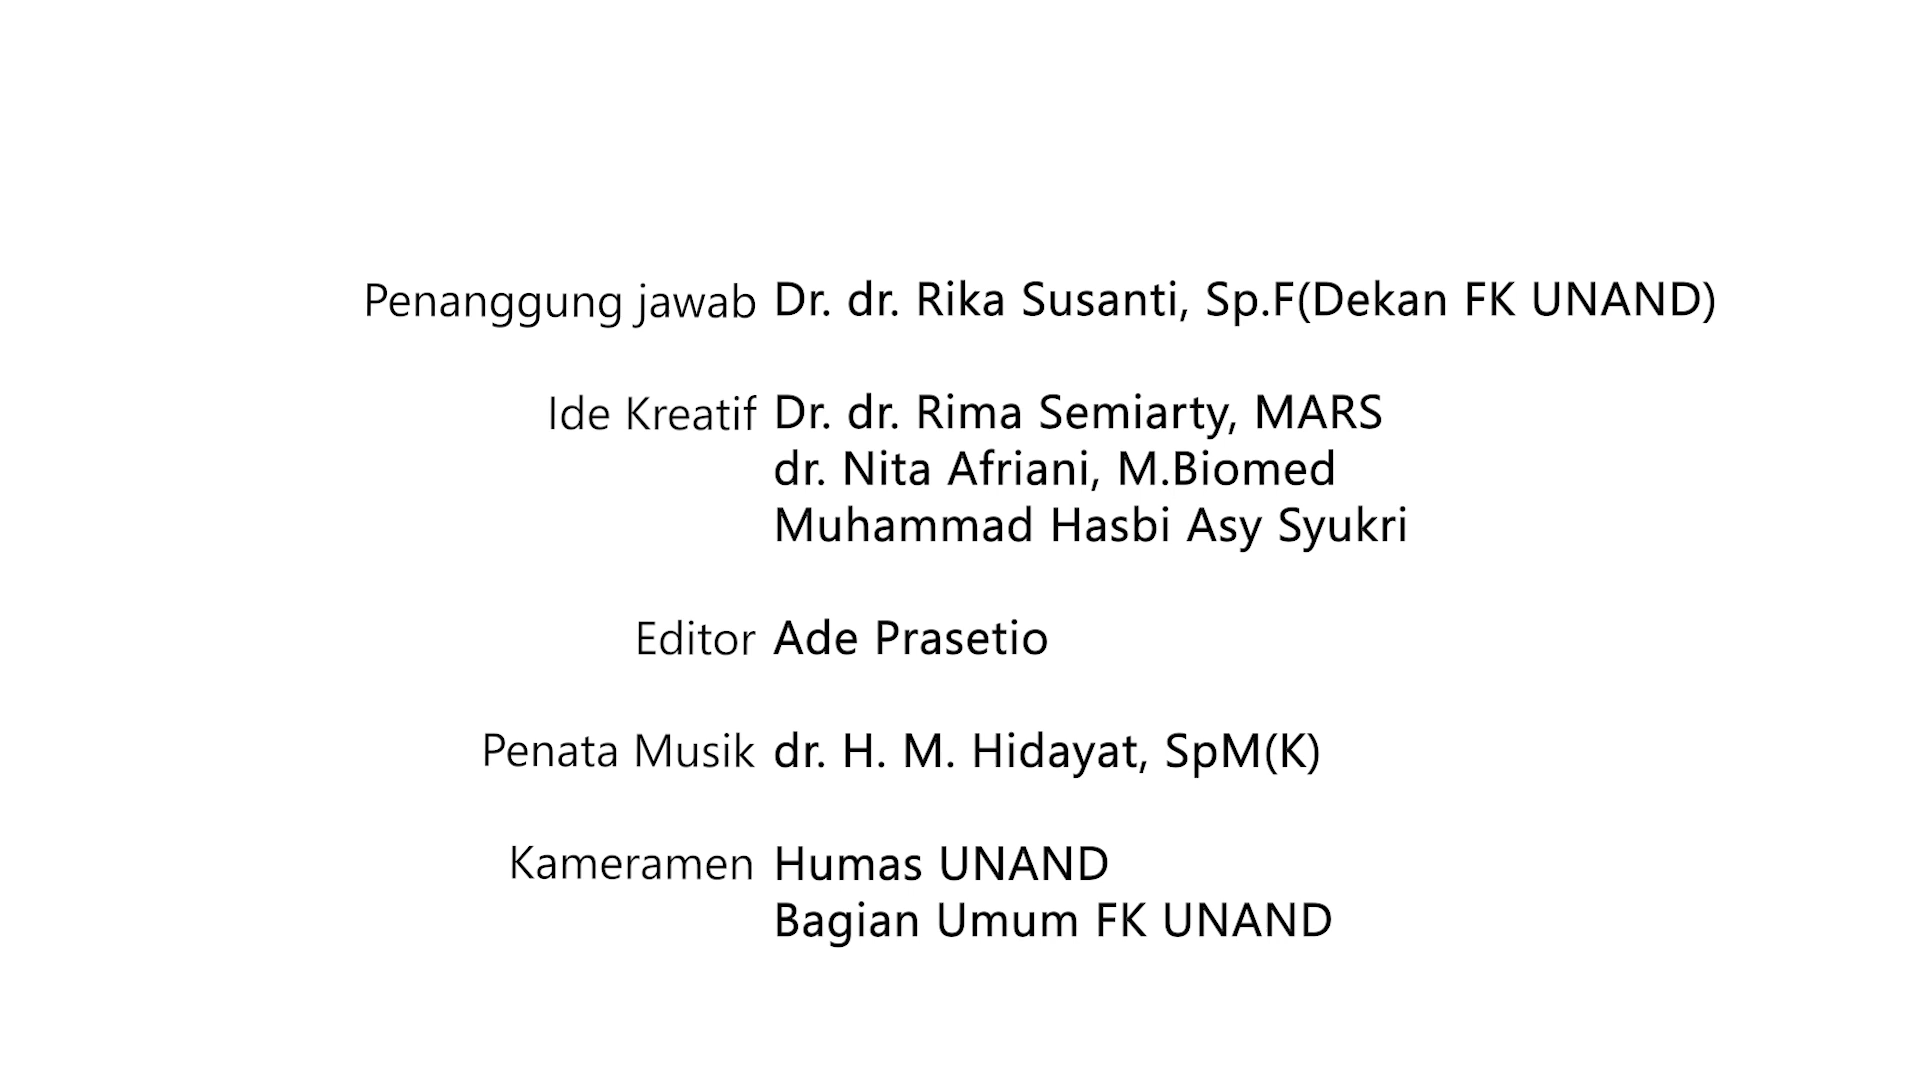 Penanggung jawab Dr. dr. Rika Susanti, Sp.F(Dekan FK UNAND)
Ide Kreatif Dr. dr. Rima Semiarty, MARS
dr. Nita Afriani, M.Biomed
Muhammad Hasbi Asy Syukri
Editor Ade Prasetio
Penata Musik dr. H. M. Hidayat, SpM(K)
Kameramen Humas UNAND
Bagian Umum FK UNAND